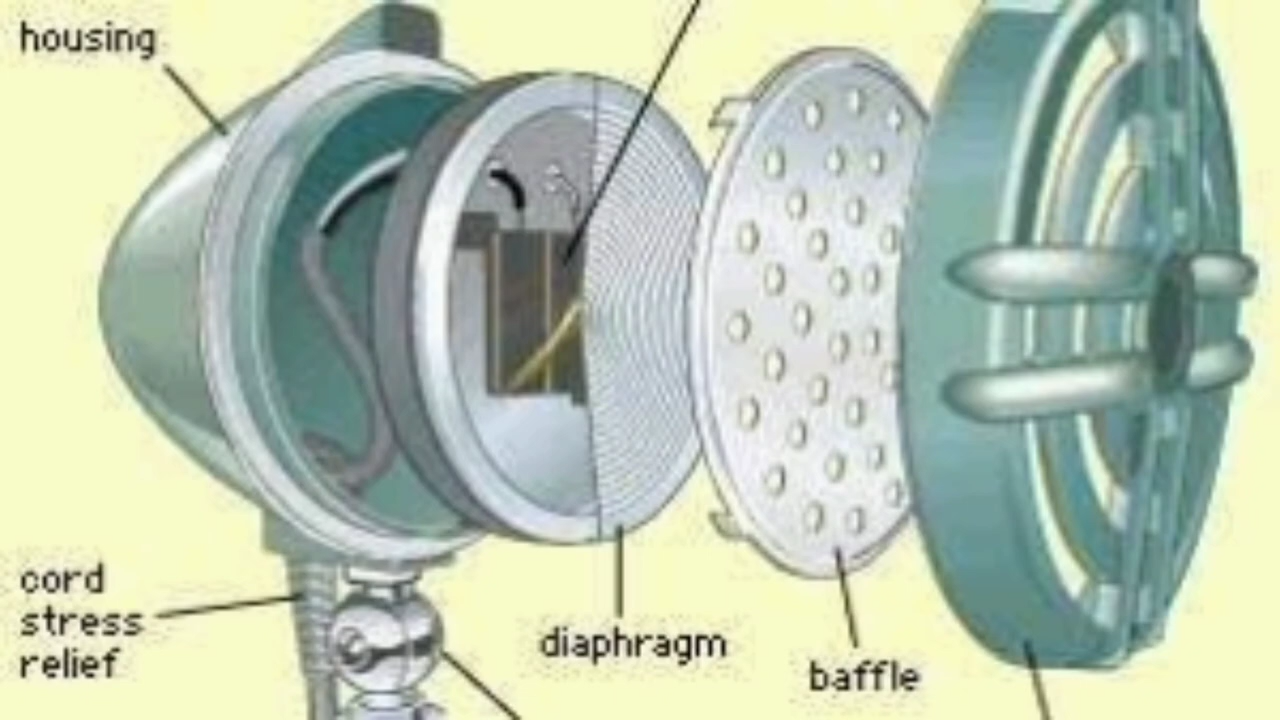 housing
cord
stress
relief
diaphragm
baffle